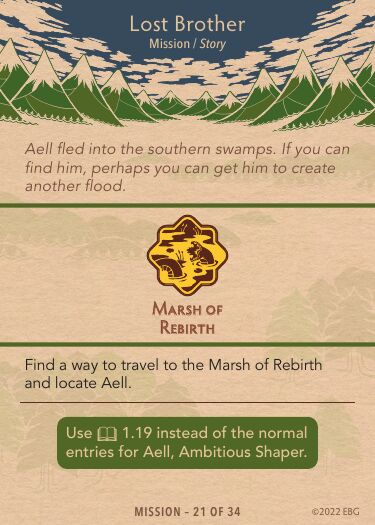 Lost Brother
Mission / Story
Aell fled into the southern swamps. If you can
find him, perhaps you can get him to create
another flood.
Marsh of
Rebirth
Find a way to travel to the Marsh of Rebirth
and locate Aell.
Use 1.19 instead of the normal
entries for Aell, Ambitious Shaper.
MISSION – 21 OF 34
©2022 EBG